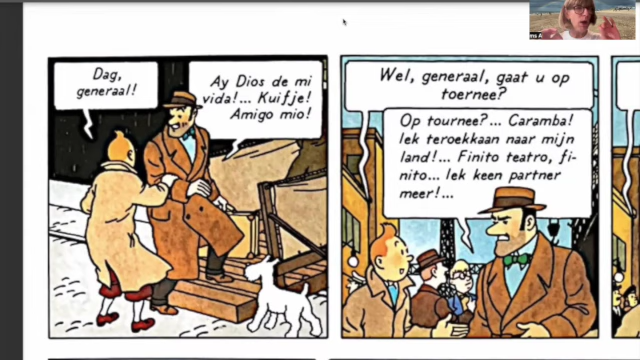 Dag,
generaal!
Ay Dios de mi
vida!... Kuifje!
Amigo mio!
Wel, generaal, gaat u op
toernee?
Op tournee?... Caramba!
Iek teroekkaan naar mijn
land!... Finito teatro, fi-
nito... Iek keen partner
meer!...